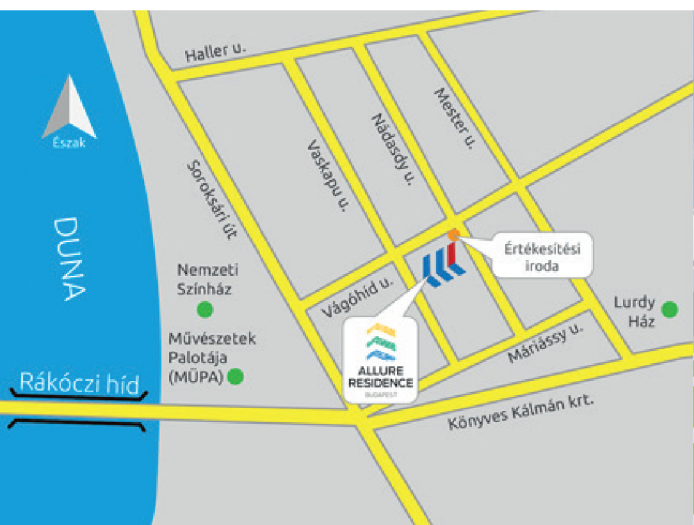 Haller u.
Észak
Mester u.
Nádasdy u.
Vaskapu u.
Soroksári út
DUNA
Értékesítési
iroda
Nemzeti
Színház
Vágóhíd u.
Lurdy
Ház
Művészetek
Palotája
(MŰPA)
Máriássy u.
ALLURE
RESIDENCE
BUDAPEST
Rákóczi híd
Könyves Kálmán krt.